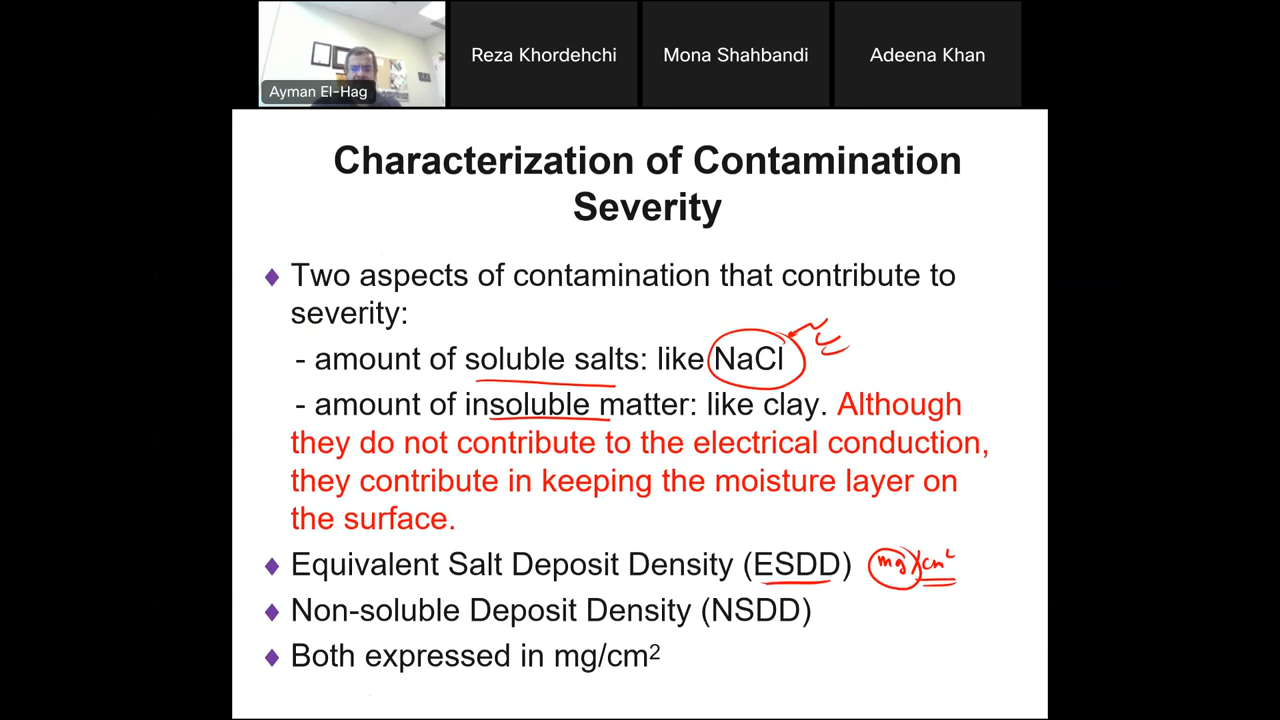 Reza Khordehchi
Mona Shahbandi
Adeena Khan
Ayman El-Hag
Characterization of Contamination
Severity
Two aspects of contamination that contribute to
severity:
- amount of soluble salts: like NaCl
- amount of insoluble matter: like clay. Although
they do not contribute to the electrical conduction,
they contribute in keeping the moisture layer on
the surface.
Equivalent Salt Deposit Density (ESDD) mg/cm²
Non-soluble Deposit Density (NSDD)
Both expressed in mg/cm²